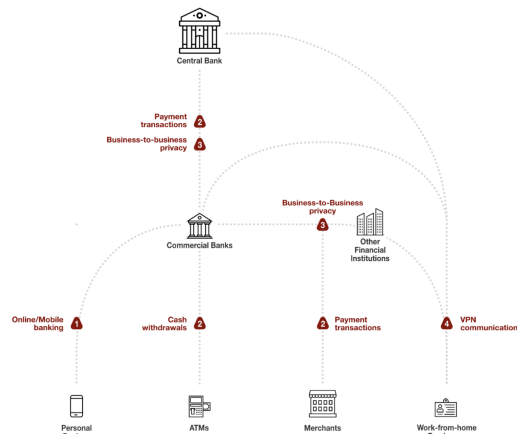 Central Bank
Payment
transactions
2
Business-to-business
privacy
3
Business-to-Business
privacy
3
Commercial Banks
Other
Financial
Institutions
Online/Mobile
banking
1
Cash
withdrawals
2
2
Payment
transactions
4
VPN
communication
Personal
ATMs
Merchants
Work-from-home